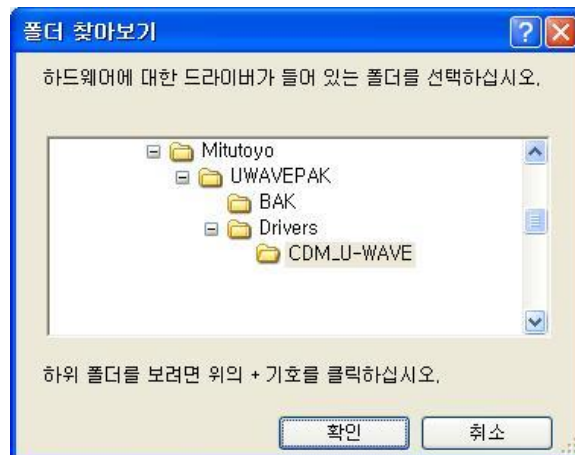 폴더 찾아보기
하드웨어에 대한 드라이버가 들어 있는 폴더를 선택하십시오.
Mitutoyo
UWAVEPAK
BAK
Drivers
CDM_U-WAVE
하위 폴더를 보려면 위의 + 기호를 클릭하십시오.
확인 취소